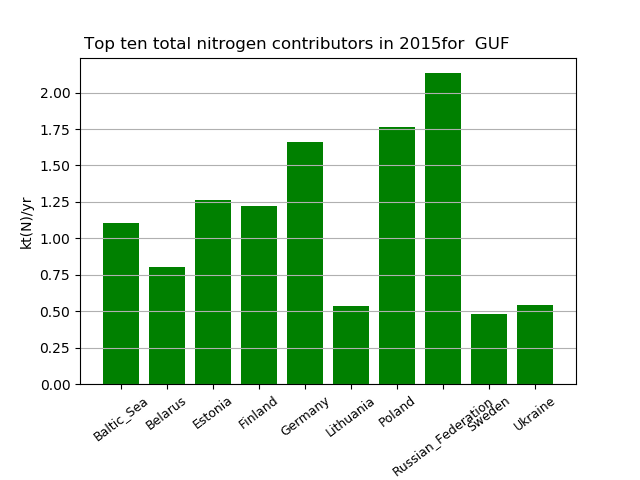 Top ten total nitrogen contributors in 2015for  GUF
kt(N)/yr
2.00
1.75
1.50
1.25
1.00
0.75
0.50
0.25
0.00
Baltic_Sea
Belarus
Estonia
Finland
Germany
Lithuania
Poland
Russian_Federation
Sweden
Ukraine